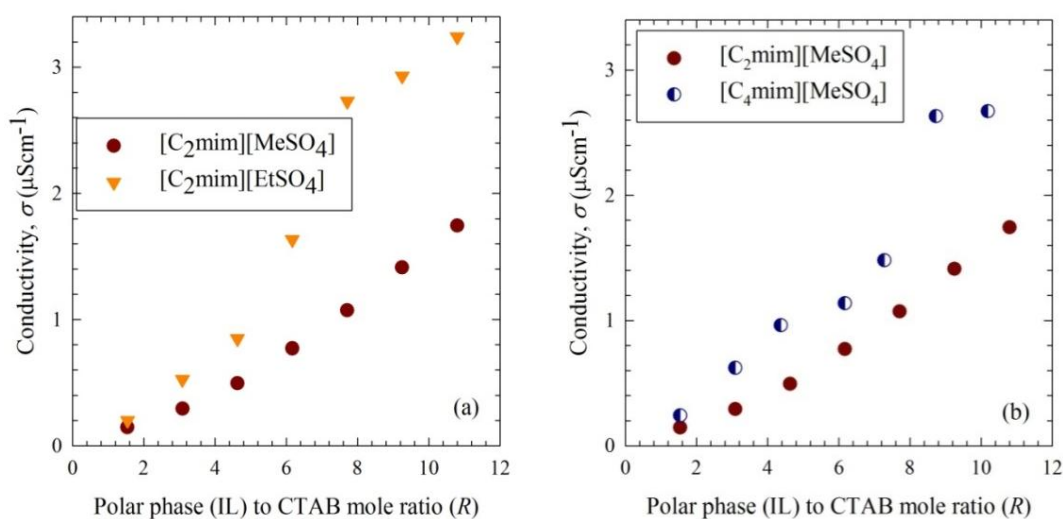 3
2
1
0
Conductivity, σ (μScm⁻¹)
[C₂mim][MeSO₄]
[C₂mim][EtSO₄]
(a)
0 2 4 6 8 10 12
Polar phase (IL) to CTAB mole ratio (R)
3
2
1
0
Conductivity, σ (μScm⁻¹)
[C₂mim][MeSO₄]
[C₄mim][MeSO₄]
(b)
0 2 4 6 8 10 12
Polar phase (IL) to CTAB mole ratio (R)